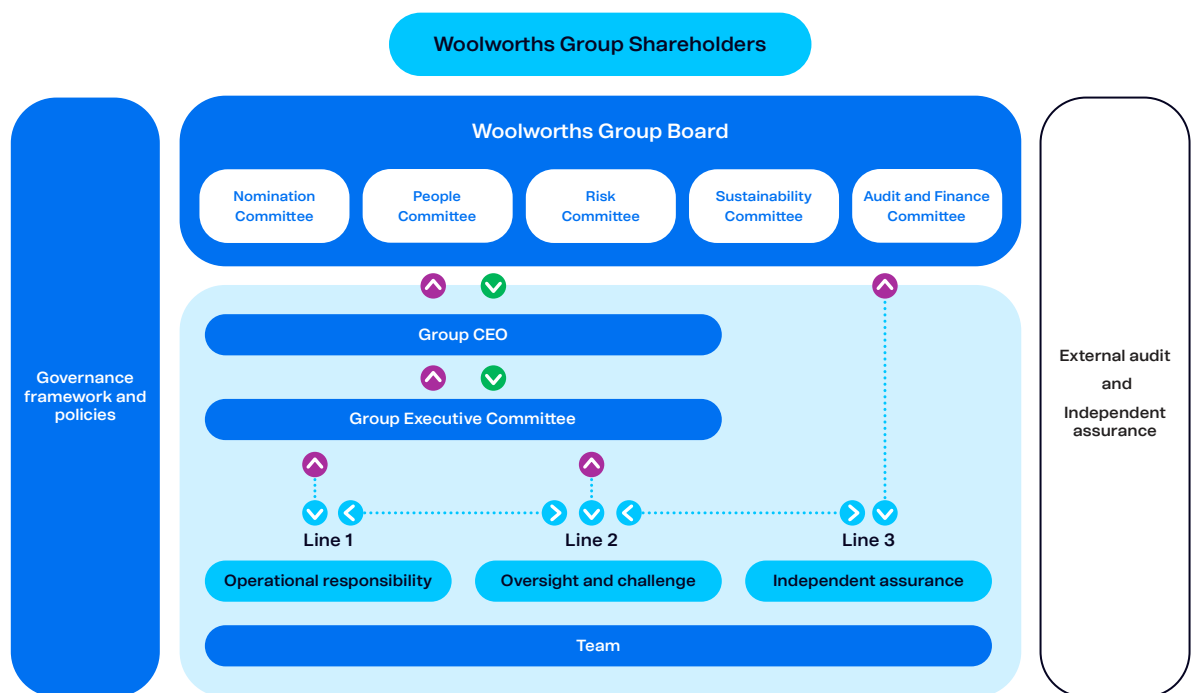 Woolworths Group Shareholders
Governance
framework and
policies
Woolworths Group Board
Nomination
Committee
People
Committee
Risk
Committee
Sustainability
Committee
Audit and Finance
Committee
Group CEO
Group Executive Committee
Line 1
Line 2
Line 3
Operational responsibility
Oversight and challenge
Independent assurance
Team
External audit
and
Independent
assurance